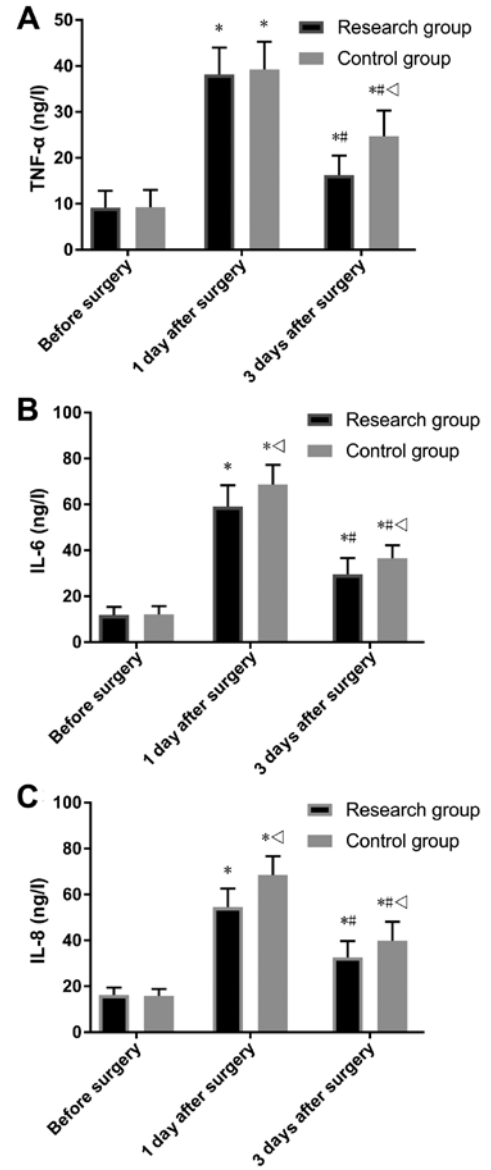 A
50
40
30
20
10
0
TNF-α (ng/l)
Research group
Control group
*
*
*#
*#◁
Before surgery
1 day after surgery
3 days after surgery
B
100
80
60
40
20
0
IL-6 (ng/l)
Research group
Control group
*
*◁
*#
*#◁
Before surgery
1 day after surgery
3 days after surgery
C
100
80
60
40
20
0
IL-8 (ng/l)
Research group
Control group
*
*◁
*#
*#◁
Before surgery
1 day after surgery
3 days after surgery